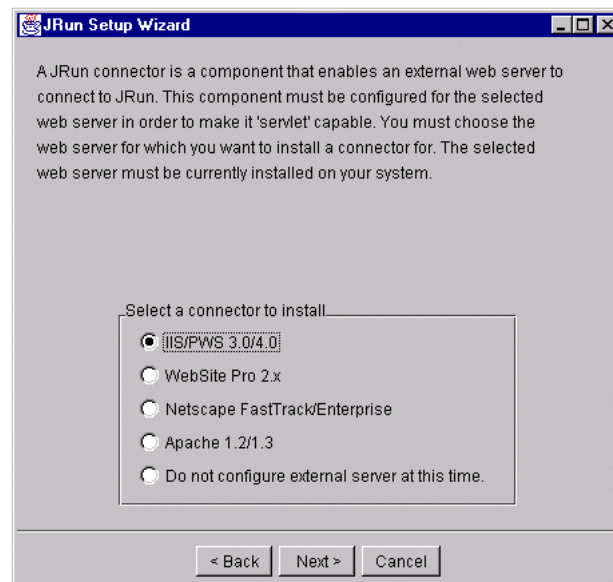 JRun Setup Wizard
A JRun connector is a component that enables an external web server to
connect to JRun. This component must be configured for the selected
web server in order to make it 'servlet' capable. You must choose the
web server for which you want to install a connector for. The selected
web server must be currently installed on your system.
Select a connector to install
IIS/PWS 3.0/4.0
WebSite Pro 2.x
Netscape FastTrack/Enterprise
Apache 1.2/1.3
Do not configure external server at this time.
< Back Next > Cancel